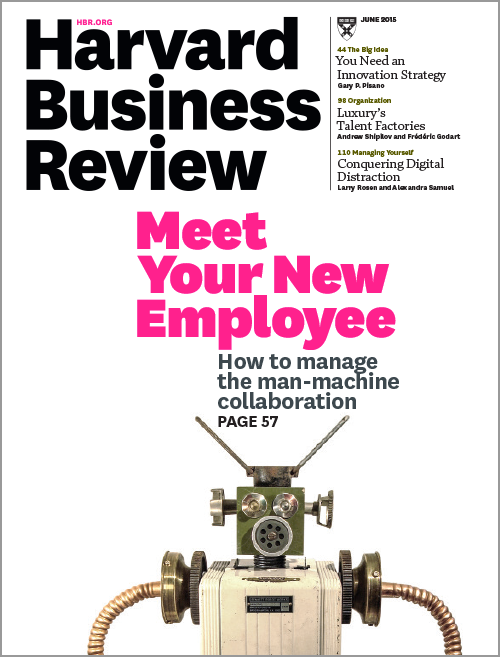 HBR.ORG
Harvard
Business
Review
JUNE 2015
44 The Big Idea
You Need an
Innovation Strategy
Gary P. Pisano
98 Organization
Luxury's
Talent Factories
Andrew Shipilov and Frédéric Godart
110 Managing Yourself
Conquering Digital
Distraction
Larry Rosen and Alexandra Samuel
Meet
Your New
Employee
How to manage
the man-machine
collaboration
PAGE 57